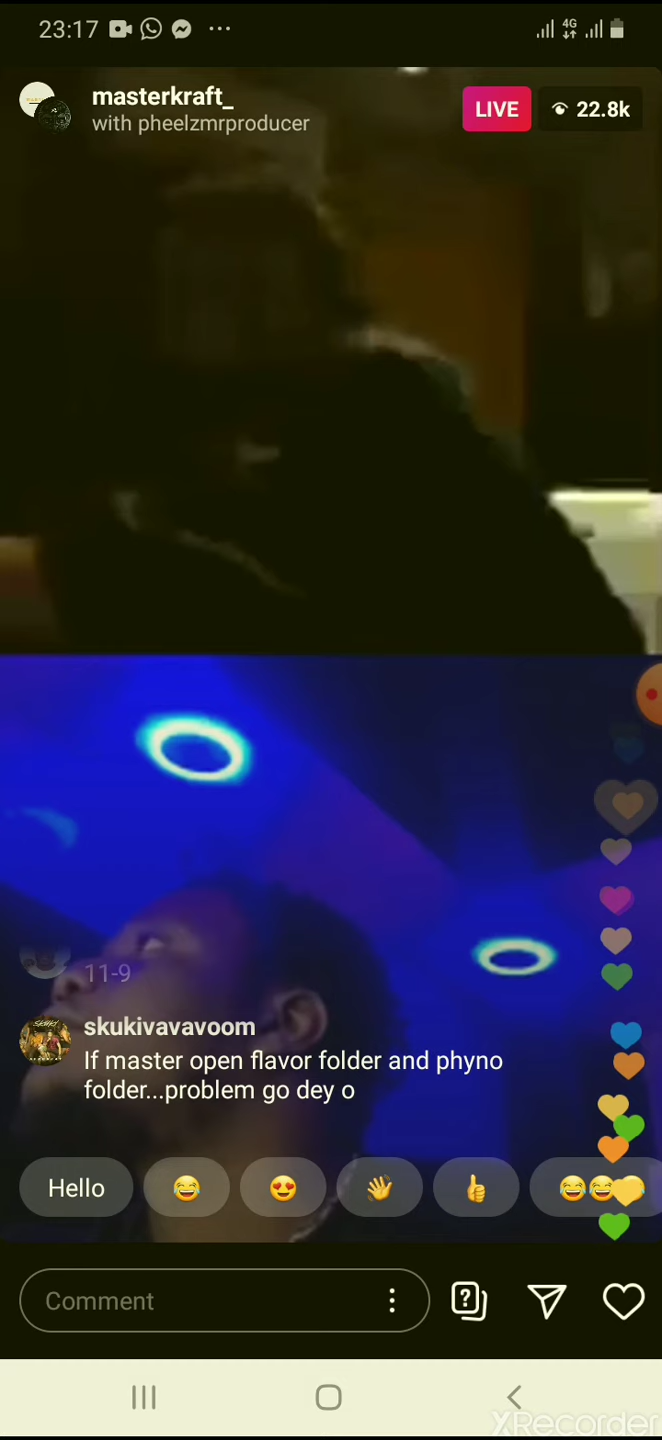 23:17
4G
masterkraft_
with pheelzmrproducer
LIVE
22.8k
11-9
skukivavavoom
If master open flavor folder and phyno
folder...problem go dey o
Hello
Comment
XRecorder